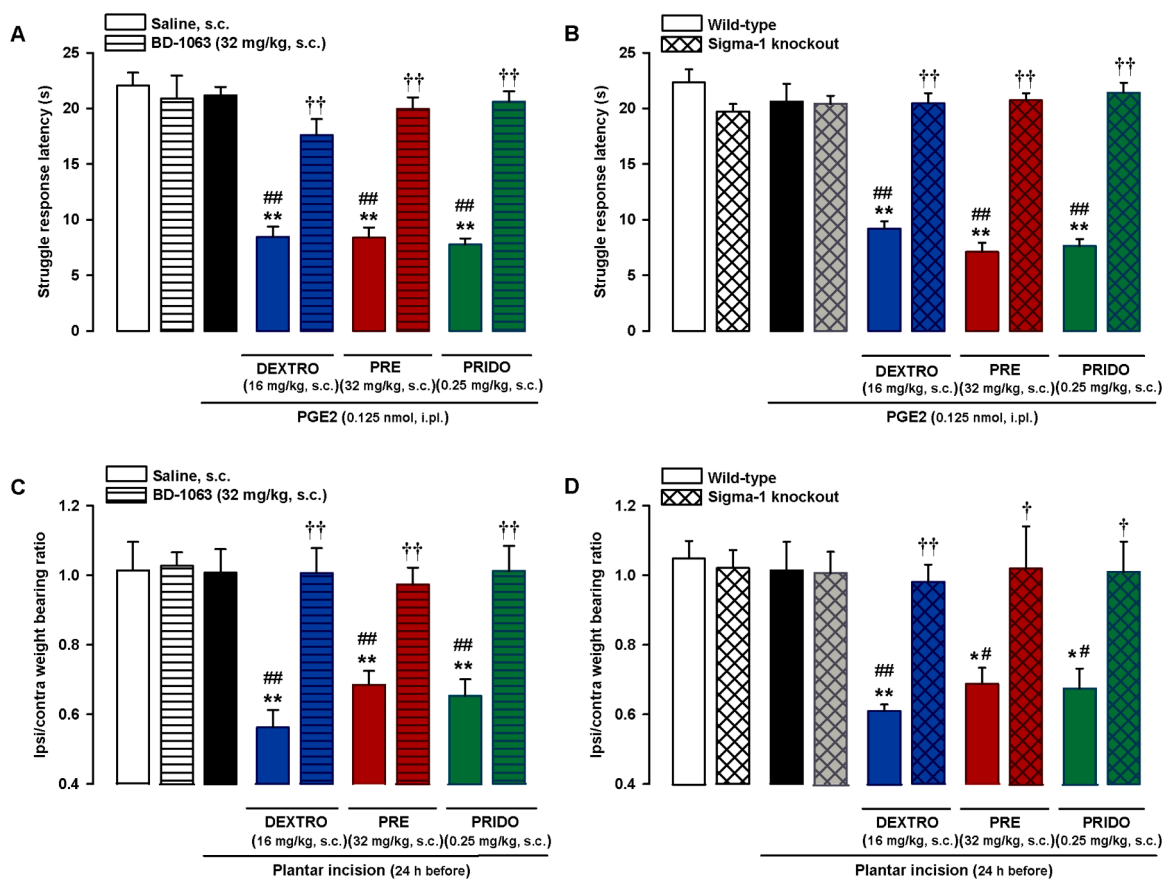 A
Saline, s.c.
BD-1063 (32 mg/kg, s.c.)
Struggle response latency (s)
25
20
15
10
5
0
##
**
††
##
**
††
##
**
††
DEXTRO
(16 mg/kg, s.c.)
PRE
(32 mg/kg, s.c.)
PRIDO
(0.25 mg/kg, s.c.)
PGE2 (0.125 nmol, i.pl.)
B
Wild-type
Sigma-1 knockout
Struggle response latency (s)
25
20
15
10
5
0
##
**
††
##
**
††
##
**
††
DEXTRO
(16 mg/kg, s.c.)
PRE
(32 mg/kg, s.c.)
PRIDO
(0.25 mg/kg, s.c.)
PGE2 (0.125 nmol, i.pl.)
C
Saline, s.c.
BD-1063 (32 mg/kg, s.c.)
Ipsi/contra weight bearing ratio
1.2
1.0
0.8
0.6
0.4
##
**
††
##
**
††
##
**
††
DEXTRO
(16 mg/kg, s.c.)
PRE
(32 mg/kg, s.c.)
PRIDO
(0.25 mg/kg, s.c.)
Plantar incision (24 h before)
D
Wild-type
Sigma-1 knockout
Ipsi/contra weight bearing ratio
1.2
1.0
0.8
0.6
0.4
##
**
††
*#
†
*#
†
DEXTRO
(16 mg/kg, s.c.)
PRE
(32 mg/kg, s.c.)
PRIDO
(0.25 mg/kg, s.c.)
Plantar incision (24 h before)